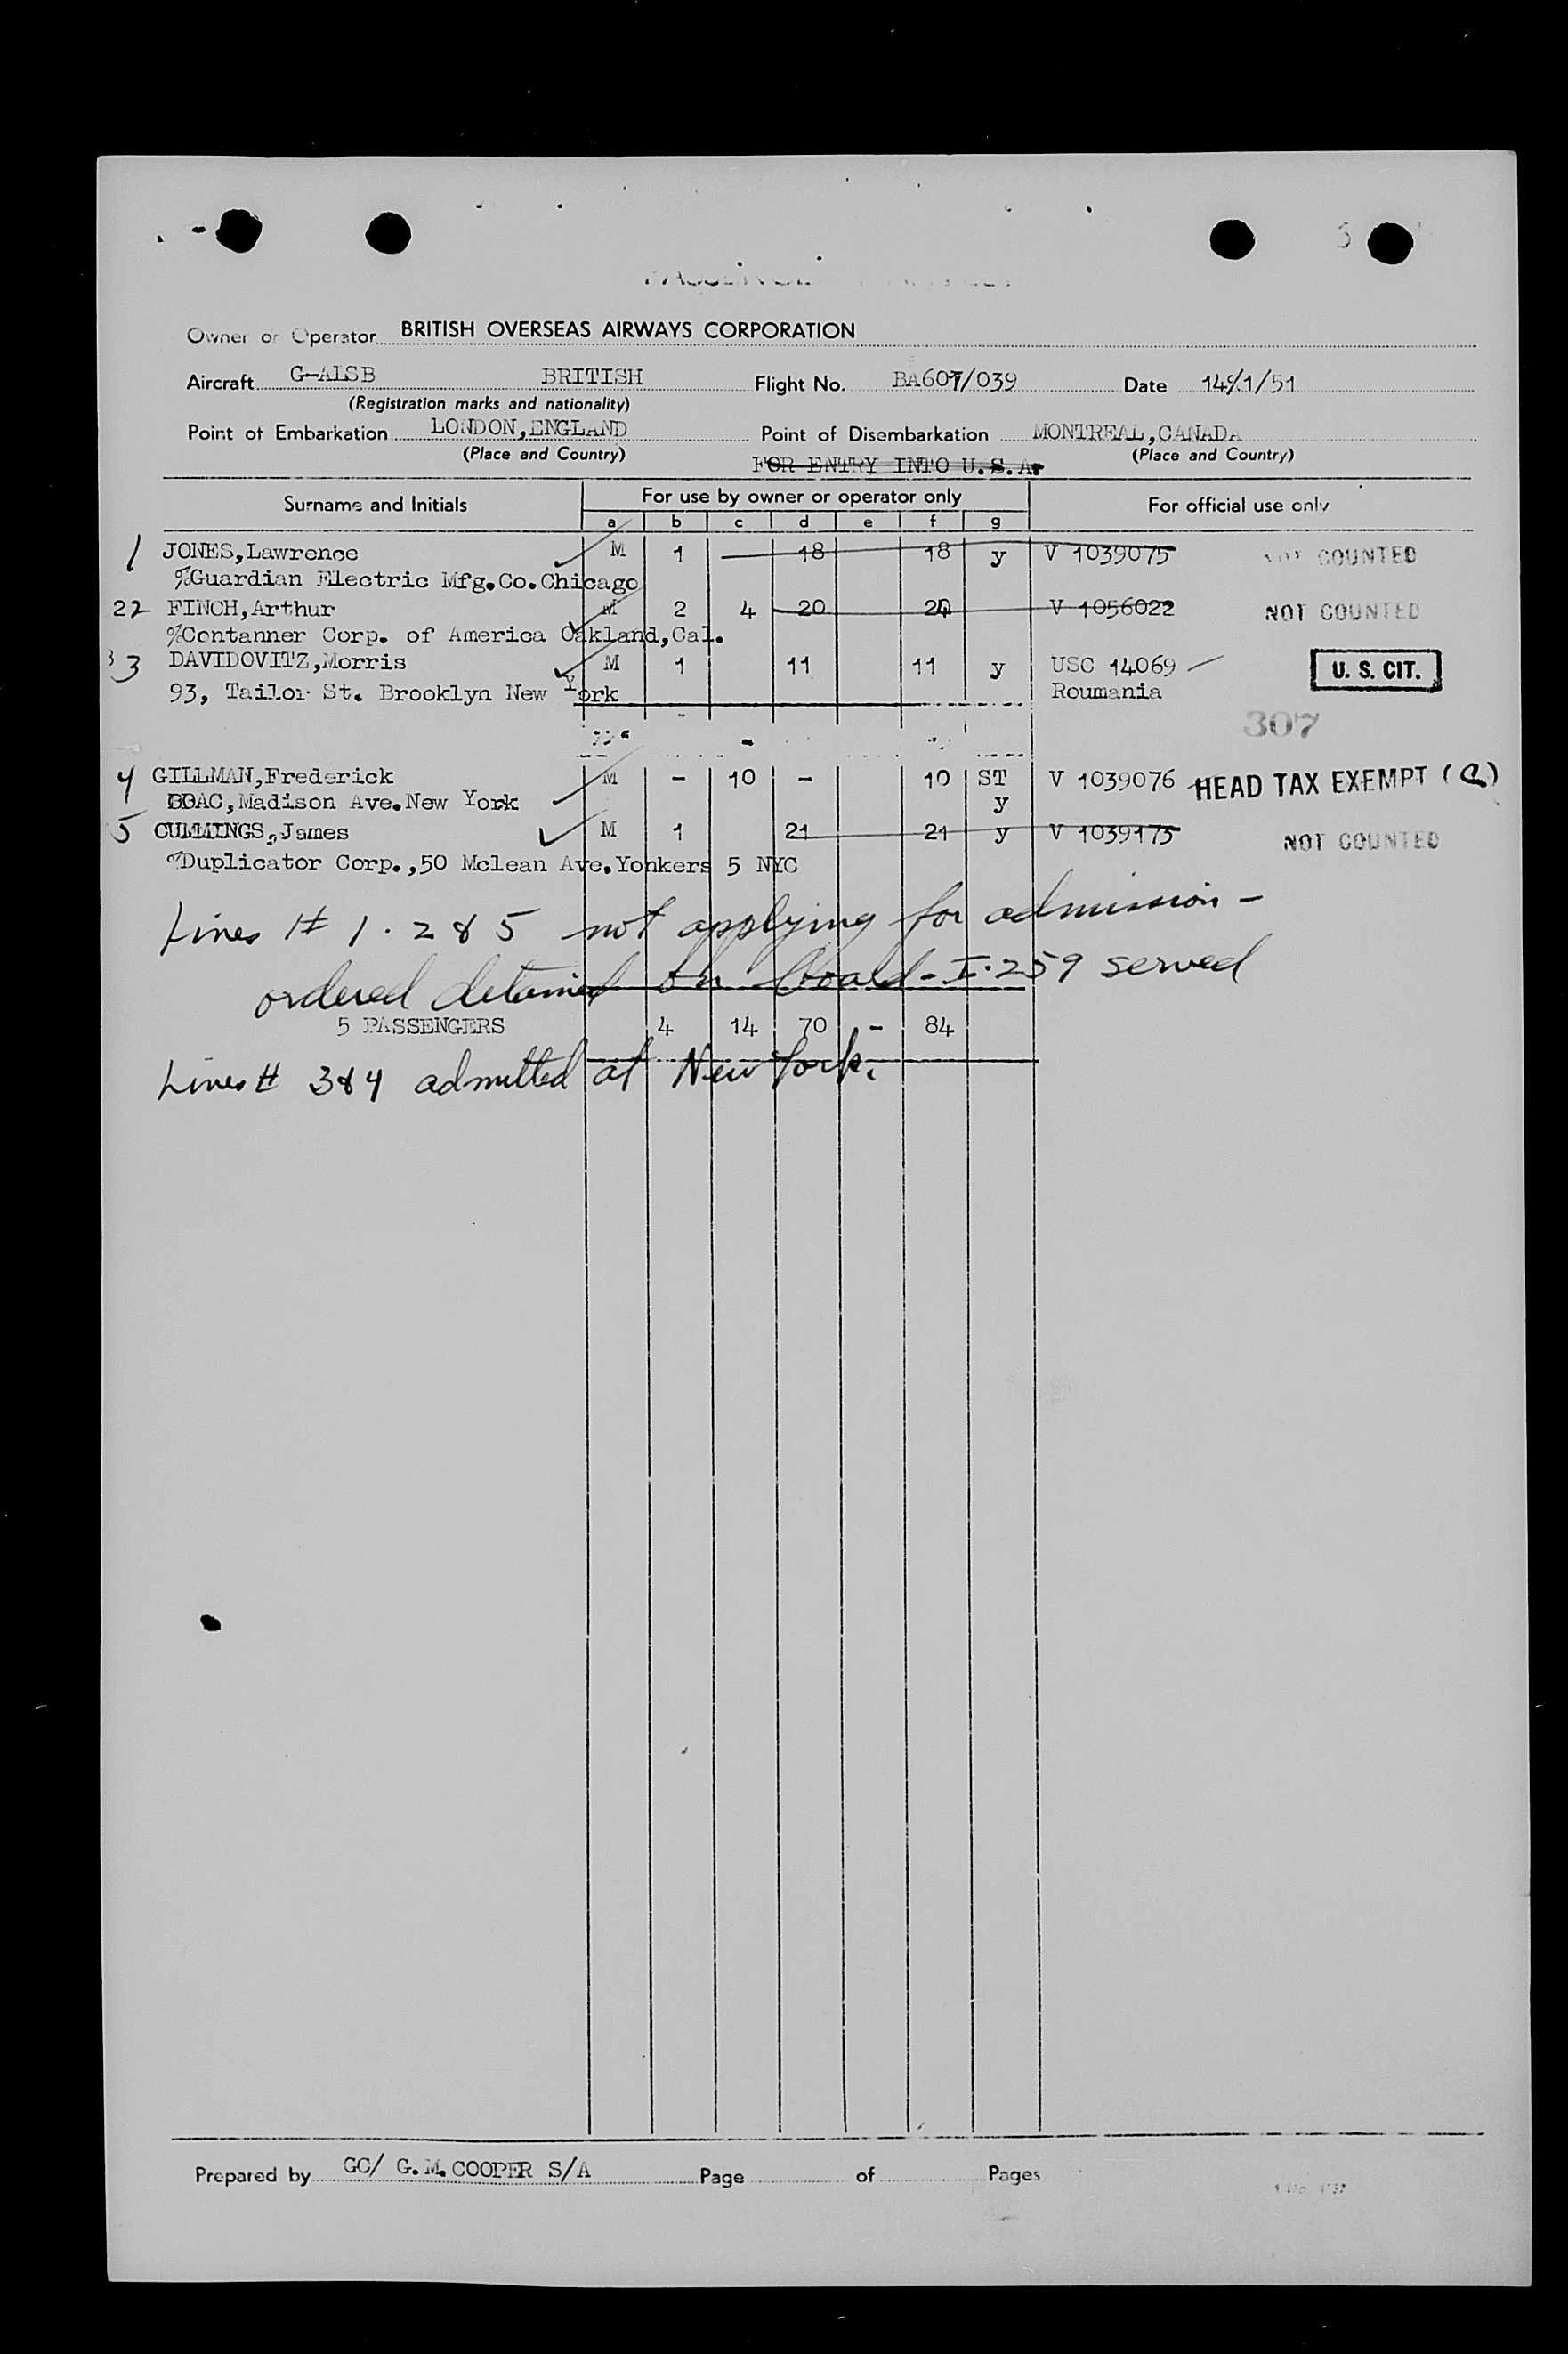 Owner or Operator BRITISH OVERSEAS AIRWAYS CORPORATION
Aircraft G-ALSB BRITISH Flight No. BA607/039 Date 14/1/51
(Registration marks and nationality)
Point of Embarkation LONDON,ENGLAND Point of Disembarkation MONTREAL,CANADA
(Place and Country) FOR ENTRY INTO U.S.A. (Place and Country)
Surname and Initials For use by owner or operator only For official use only
a b c d e f g
1 JONES,Lawrence M 1 18 18 y V 1039075 NOT COUNTED
%Guardian Electric Mfg.Co.Chicago
22 FINCH,Arthur M 2 4 20 24 V 1056022 NOT COUNTED
%Contanner Corp. of America Oakland,Cal.
3 3 DAVIDOVITZ,Morris M 1 11 11 y USC 14069 U. S. CIT.
93, Tailor St. Brooklyn New York Roumania
307
4 GILLMAN,Frederick M - 10 - 10 ST V 1039076 HEAD TAX EXEMPT (Q)
BOAC,Madison Ave.New York y
5 CUMMINGS,James M 1 21 21 y V 1039173 NOT COUNTED
%Duplicator Corp.,50 Mclean Ave.Yonkers 5 NYC
Lines # 1 · 2 & 5 not applying for admission -
ordered detained on board - I·259 served
5 PASSENGERS 4 14 70 - 84
Lines # 3&4 admitted at New York.
Prepared by GC/ G.M.COOPER S/A Page of Pages